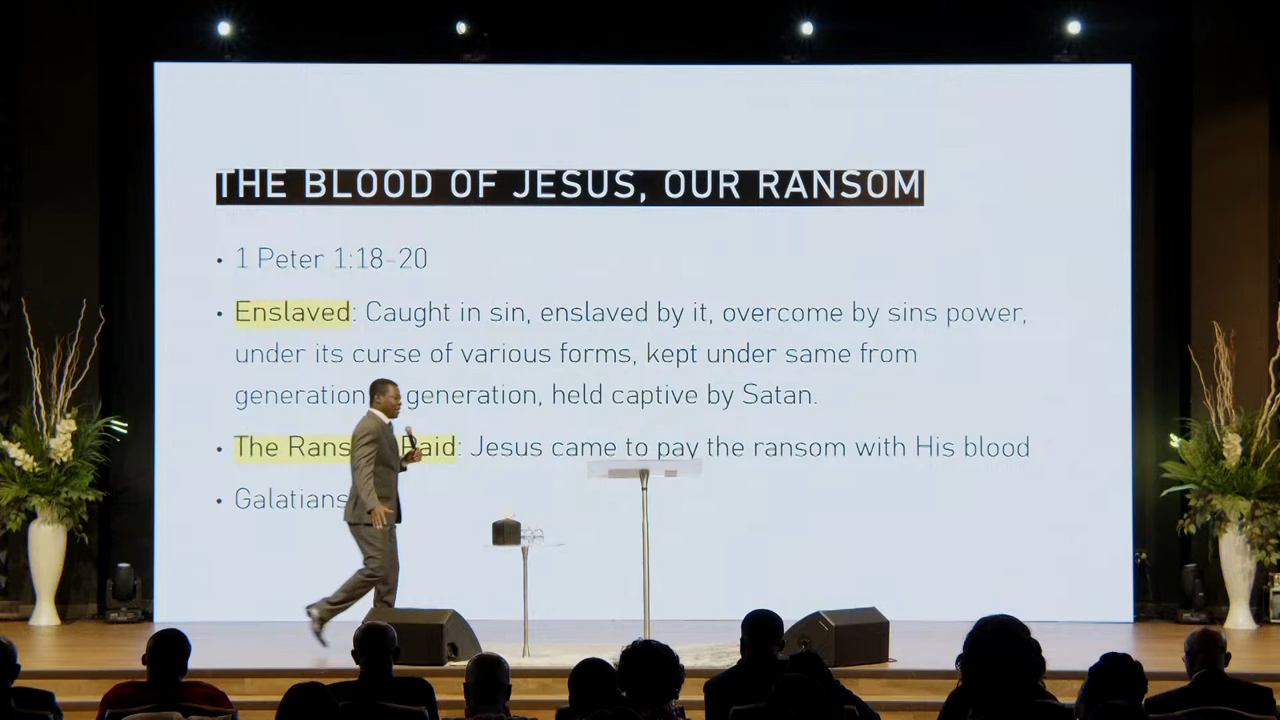 THE BLOOD OF JESUS, OUR RANSOM
• 1 Peter 1:18-20
• Enslaved: Caught in sin, enslaved by it, overcome by sins power,
under its curse of various forms, kept under same from
generation generation, held captive by Satan.
• The Paid: Jesus came to pay the ransom with His blood
• Galatians